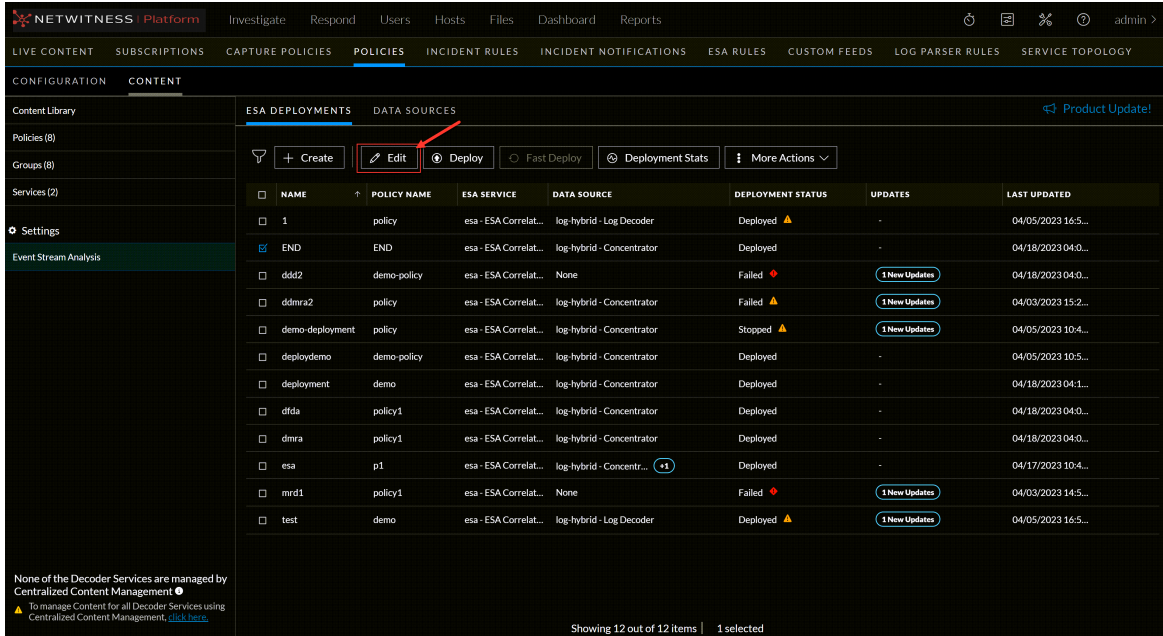 NETWITNESS Platform Investigate Respond Users Hosts Files Dashboard Reports admin >
LIVE CONTENT SUBSCRIPTIONS CAPTURE POLICIES POLICIES INCIDENT RULES INCIDENT NOTIFICATIONS ESA RULES CUSTOM FEEDS LOG PARSER RULES SERVICE TOPOLOGY
CONFIGURATION CONTENT
Content Library
Policies (8)
Groups (8)
Services (2)
Settings
Event Stream Analysis
None of the Decoder Services are managed by
Centralized Content Management
To manage Content for all Decoder Services using
Centralized Content Management, click here.
ESA DEPLOYMENTS DATA SOURCES Product Update!
+ Create Edit Deploy Fast Deploy Deployment Stats More Actions
NAME ↑ POLICY NAME ESA SERVICE DATA SOURCE DEPLOYMENT STATUS UPDATES LAST UPDATED
1 policy esa - ESA Correlat... log-hybrid - Log Decoder Deployed - 04/05/2023 16:5...
END END esa - ESA Correlat... log-hybrid - Concentrator Deployed - 04/18/2023 04:0...
ddd2 demo-policy esa - ESA Correlat... None Failed 1 New Updates 04/18/2023 04:0...
ddmra2 policy esa - ESA Correlat... log-hybrid - Concentrator Failed 1 New Updates 04/03/2023 15:2...
demo-deployment policy esa - ESA Correlat... log-hybrid - Concentrator Stopped 1 New Updates 04/05/2023 10:4...
deploydemo demo-policy esa - ESA Correlat... log-hybrid - Concentrator Deployed - 04/05/2023 10:5...
deployment demo esa - ESA Correlat... log-hybrid - Concentrator Deployed - 04/18/2023 04:1...
dfda policy1 esa - ESA Correlat... log-hybrid - Concentrator Deployed - 04/18/2023 04:0...
dmra policy1 esa - ESA Correlat... log-hybrid - Concentrator Deployed - 04/18/2023 04:0...
esa p1 esa - ESA Correlat... log-hybrid - Concentr... +1 Deployed - 04/17/2023 10:4...
mrd1 policy1 esa - ESA Correlat... None Failed 1 New Updates 04/03/2023 14:5...
test demo esa - ESA Correlat... log-hybrid - Log Decoder Deployed 1 New Updates 04/05/2023 16:5...
Showing 12 out of 12 items | 1 selected